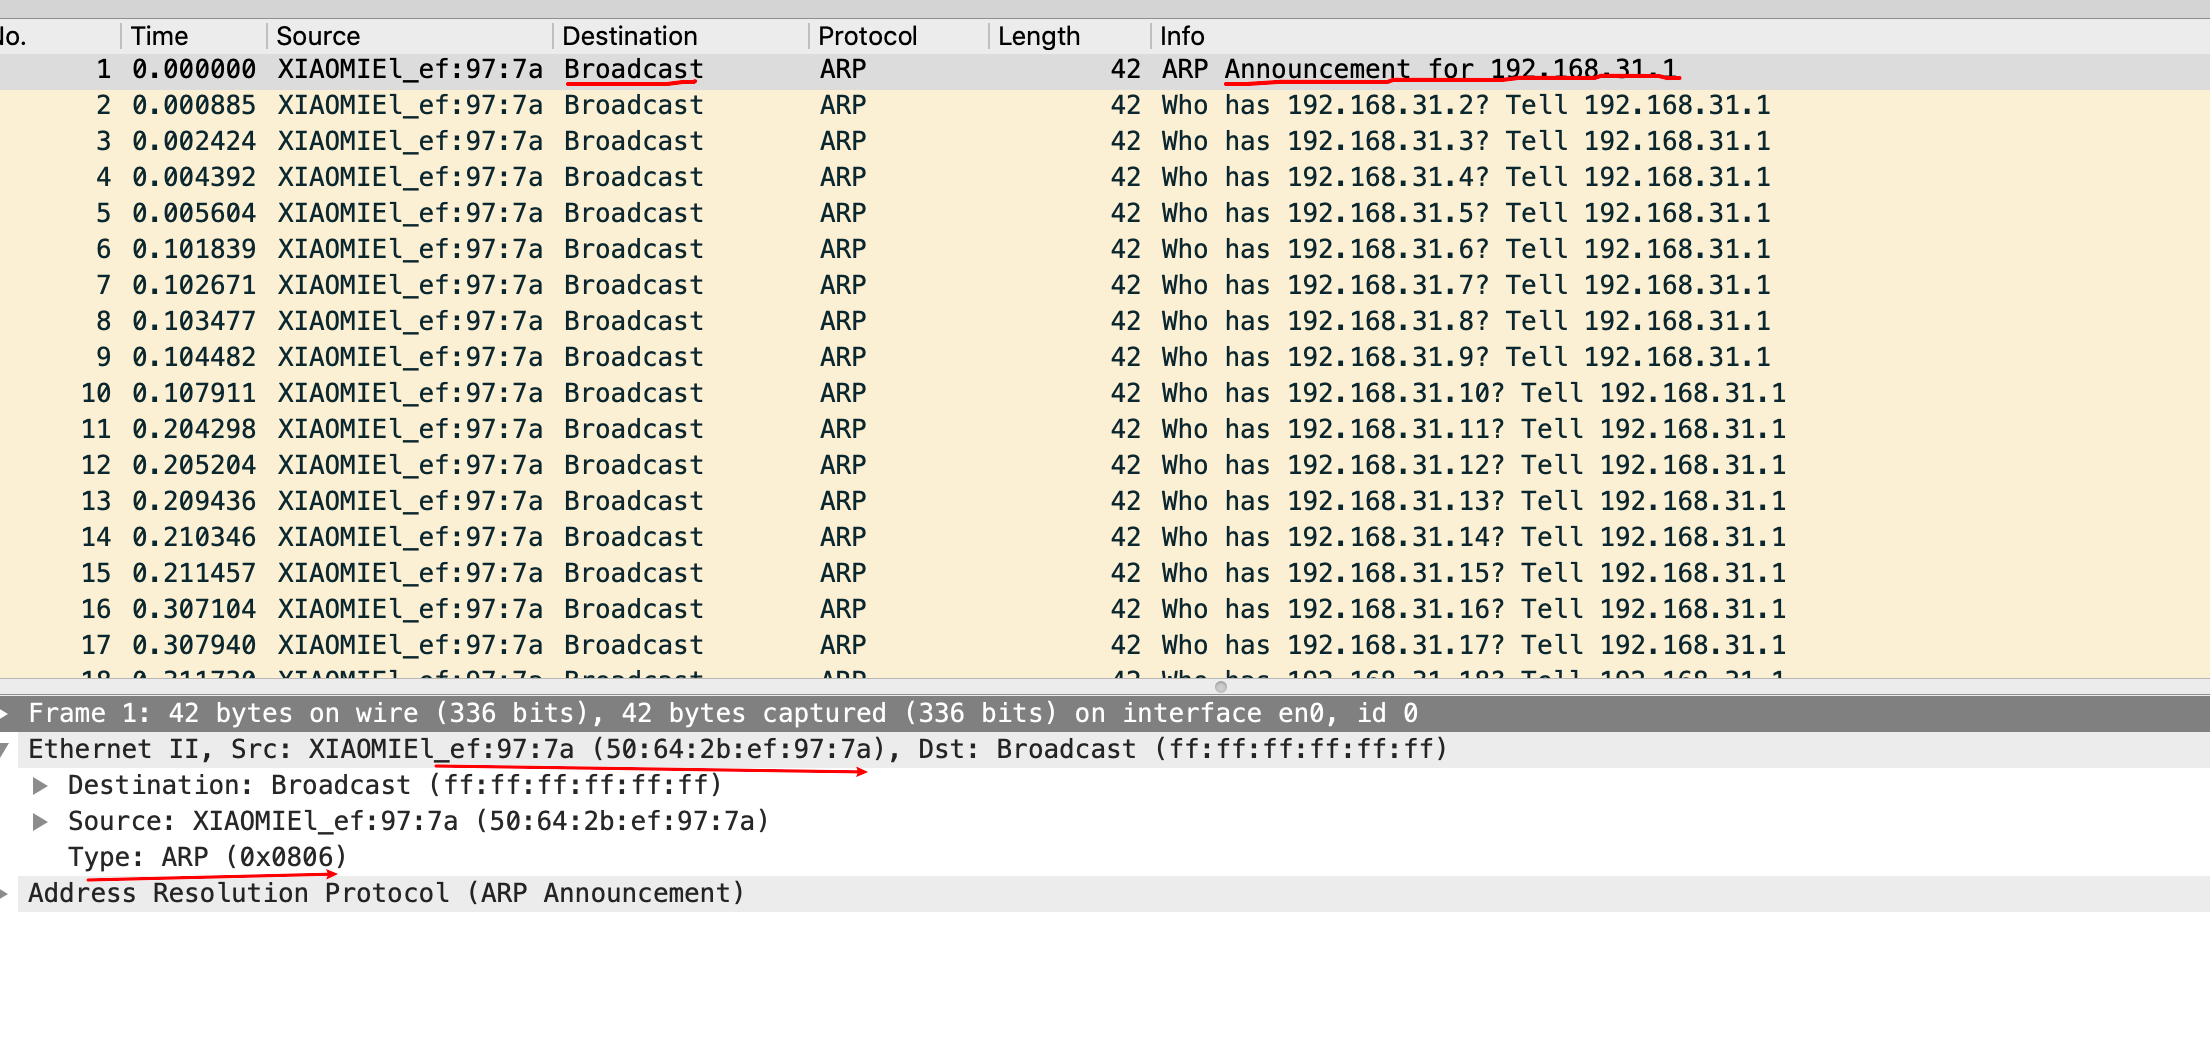 No. Time Source Destination Protocol Length Info
1 0.000000 XIAOMIEl_ef:97:7a Broadcast ARP 42 ARP Announcement for 192.168.31.1
2 0.000885 XIAOMIEl_ef:97:7a Broadcast ARP 42 Who has 192.168.31.2? Tell 192.168.31.1
3 0.002424 XIAOMIEl_ef:97:7a Broadcast ARP 42 Who has 192.168.31.3? Tell 192.168.31.1
4 0.004392 XIAOMIEl_ef:97:7a Broadcast ARP 42 Who has 192.168.31.4? Tell 192.168.31.1
5 0.005604 XIAOMIEl_ef:97:7a Broadcast ARP 42 Who has 192.168.31.5? Tell 192.168.31.1
6 0.101839 XIAOMIEl_ef:97:7a Broadcast ARP 42 Who has 192.168.31.6? Tell 192.168.31.1
7 0.102671 XIAOMIEl_ef:97:7a Broadcast ARP 42 Who has 192.168.31.7? Tell 192.168.31.1
8 0.103477 XIAOMIEl_ef:97:7a Broadcast ARP 42 Who has 192.168.31.8? Tell 192.168.31.1
9 0.104482 XIAOMIEl_ef:97:7a Broadcast ARP 42 Who has 192.168.31.9? Tell 192.168.31.1
10 0.107911 XIAOMIEl_ef:97:7a Broadcast ARP 42 Who has 192.168.31.10? Tell 192.168.31.1
11 0.204298 XIAOMIEl_ef:97:7a Broadcast ARP 42 Who has 192.168.31.11? Tell 192.168.31.1
12 0.205204 XIAOMIEl_ef:97:7a Broadcast ARP 42 Who has 192.168.31.12? Tell 192.168.31.1
13 0.209436 XIAOMIEl_ef:97:7a Broadcast ARP 42 Who has 192.168.31.13? Tell 192.168.31.1
14 0.210346 XIAOMIEl_ef:97:7a Broadcast ARP 42 Who has 192.168.31.14? Tell 192.168.31.1
15 0.211457 XIAOMIEl_ef:97:7a Broadcast ARP 42 Who has 192.168.31.15? Tell 192.168.31.1
16 0.307104 XIAOMIEl_ef:97:7a Broadcast ARP 42 Who has 192.168.31.16? Tell 192.168.31.1
17 0.307940 XIAOMIEl_ef:97:7a Broadcast ARP 42 Who has 192.168.31.17? Tell 192.168.31.1
Frame 1: 42 bytes on wire (336 bits), 42 bytes captured (336 bits) on interface en0, id 0
Ethernet II, Src: XIAOMIEl_ef:97:7a (50:64:2b:ef:97:7a), Dst: Broadcast (ff:ff:ff:ff:ff:ff)
Destination: Broadcast (ff:ff:ff:ff:ff:ff)
Source: XIAOMIEl_ef:97:7a (50:64:2b:ef:97:7a)
Type: ARP (0x0806)
Address Resolution Protocol (ARP Announcement)